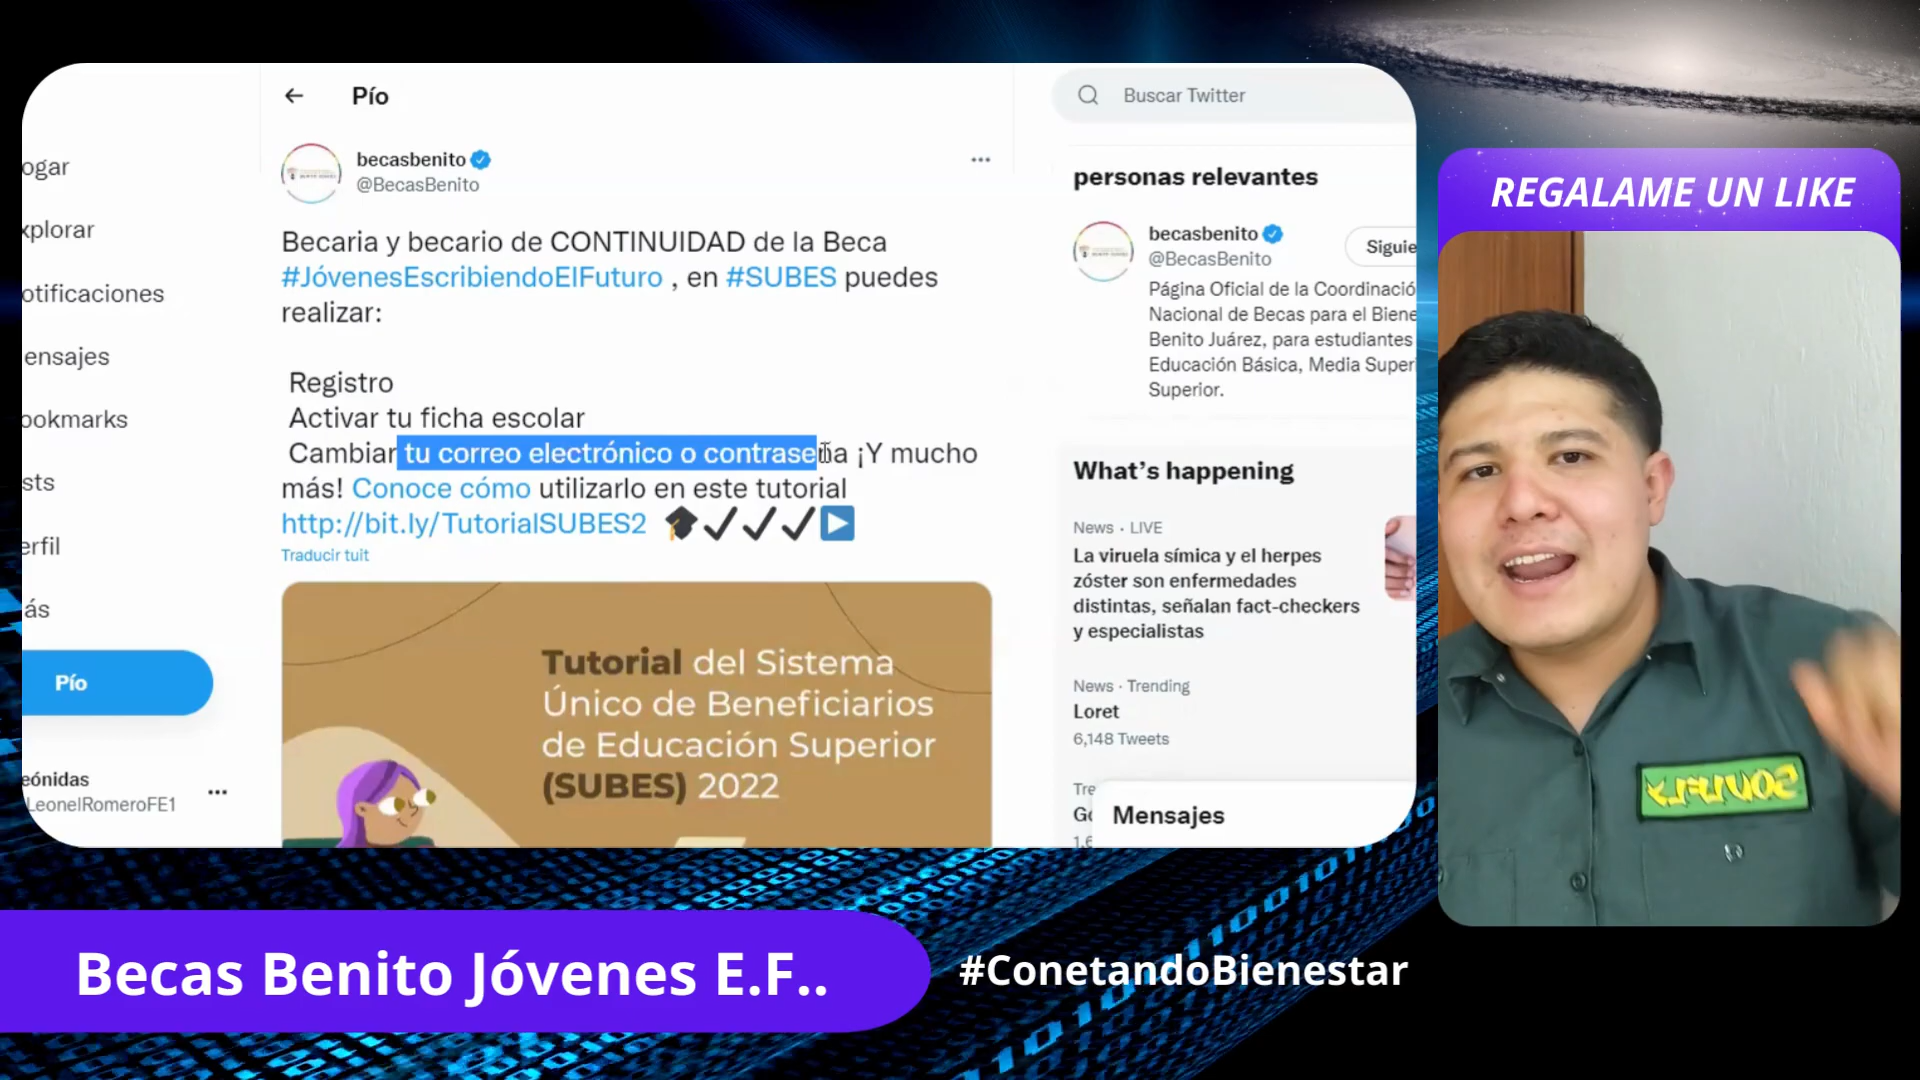 Pío
Buscar Twitter
becasbenito
@BecasBenito
Becaria y becario de CONTINUIDAD de la Beca
#JóvenesEscribiendoElFuturo , en #SUBES puedes
realizar:
Registro
Activar tu ficha escolar
Cambiar tu correo electrónico o contraseña ¡Y mucho
más! Conoce cómo utilizarlo en este tutorial
http://bit.ly/TutorialSUBES2
Traducir tuit
Tutorial del Sistema
Único de Beneficiarios
de Educación Superior
(SUBES) 2022
ogar
xplorar
otificaciones
ensajes
ookmarks
sts
erfil
ás
Pío
eónidas
LeonelRomeroFE1
personas relevantes
becasbenito
@BecasBenito
Siguie
Página Oficial de la Coordinació
Nacional de Becas para el Biene
Benito Juárez, para estudiantes
Educación Básica, Media Superi
Superior.
What's happening
News · LIVE
La viruela símica y el herpes
zóster son enfermedades
distintas, señalan fact-checkers
y especialistas
News · Trending
Loret
6,148 Tweets
Tre
Mensajes
REGALAME UN LIKE
Becas Benito Jóvenes E.F..
#ConetandoBienestar